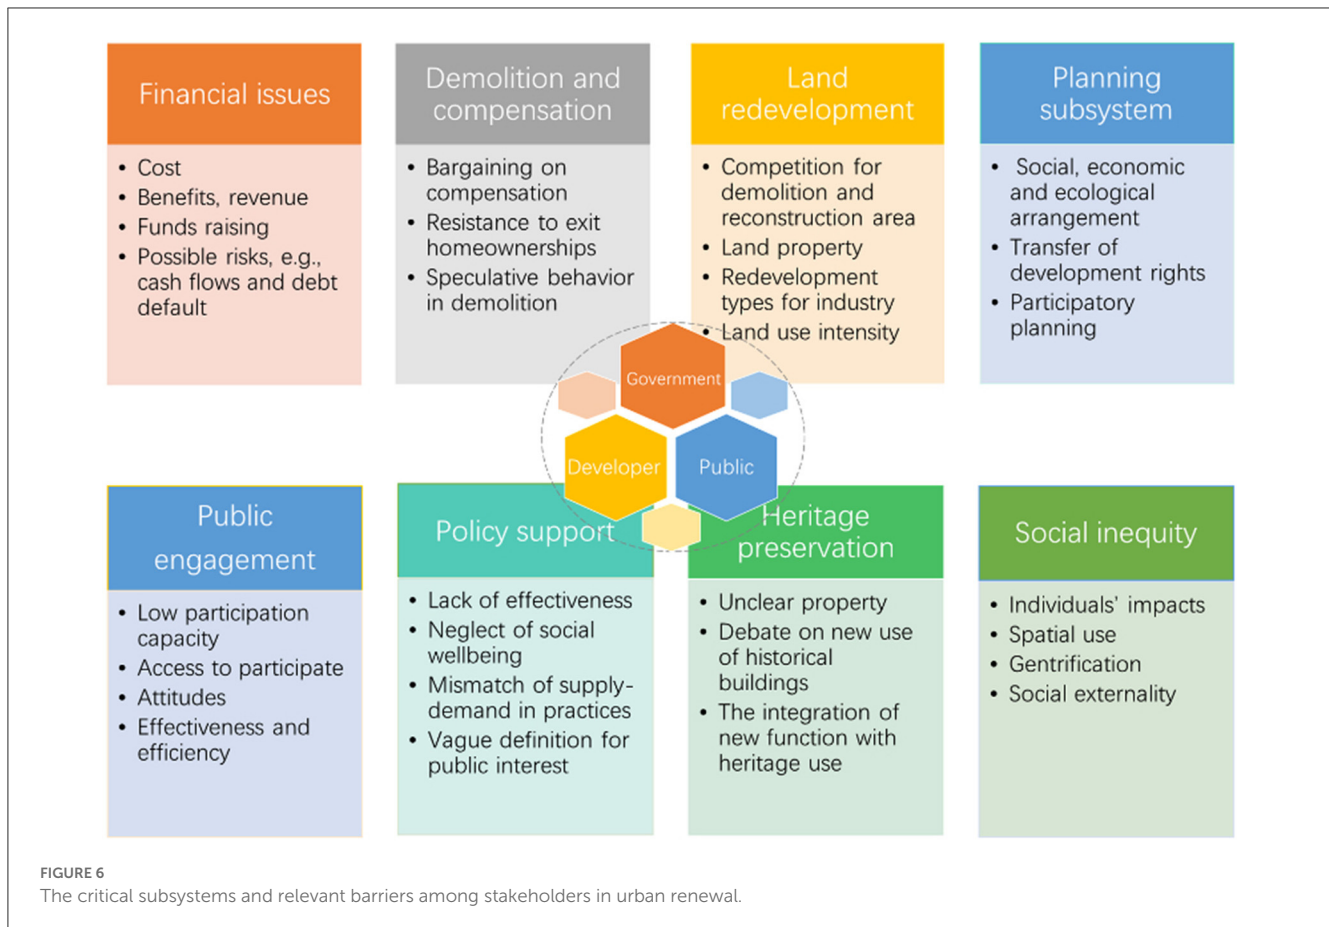 Financial issues
• Cost
• Benefits, revenue
• Funds raising
• Possible risks, e.g.,
cash flows and debt
default
Demolition and
compensation
• Bargaining on
compensation
• Resistance to exit
homeownerships
• Speculative behavior
in demolition
Land
redevelopment
• Competition for
demolition and
reconstruction area
• Land property
• Redevelopment
types for industry
• Land use intensity
Planning
subsystem
• Social, economic
and ecological
arrangement
• Transfer of
development rights
• Participatory
planning
Government
Developer
Public
Public
engagement
• Low participation
capacity
• Access to participate
• Attitudes
• Effectiveness and
efficiency
Policy support
• Lack of effectiveness
• Neglect of social
wellbeing
• Mismatch of supply-
demand in practices
• Vague definition for
public interest
Heritage
preservation
• Unclear property
• Debate on new use
of historical
buildings
• The integration of
new function with
heritage use
Social inequity
• Individuals' impacts
• Spatial use
• Gentrification
• Social externality
FIGURE 6
The critical subsystems and relevant barriers among stakeholders in urban renewal.